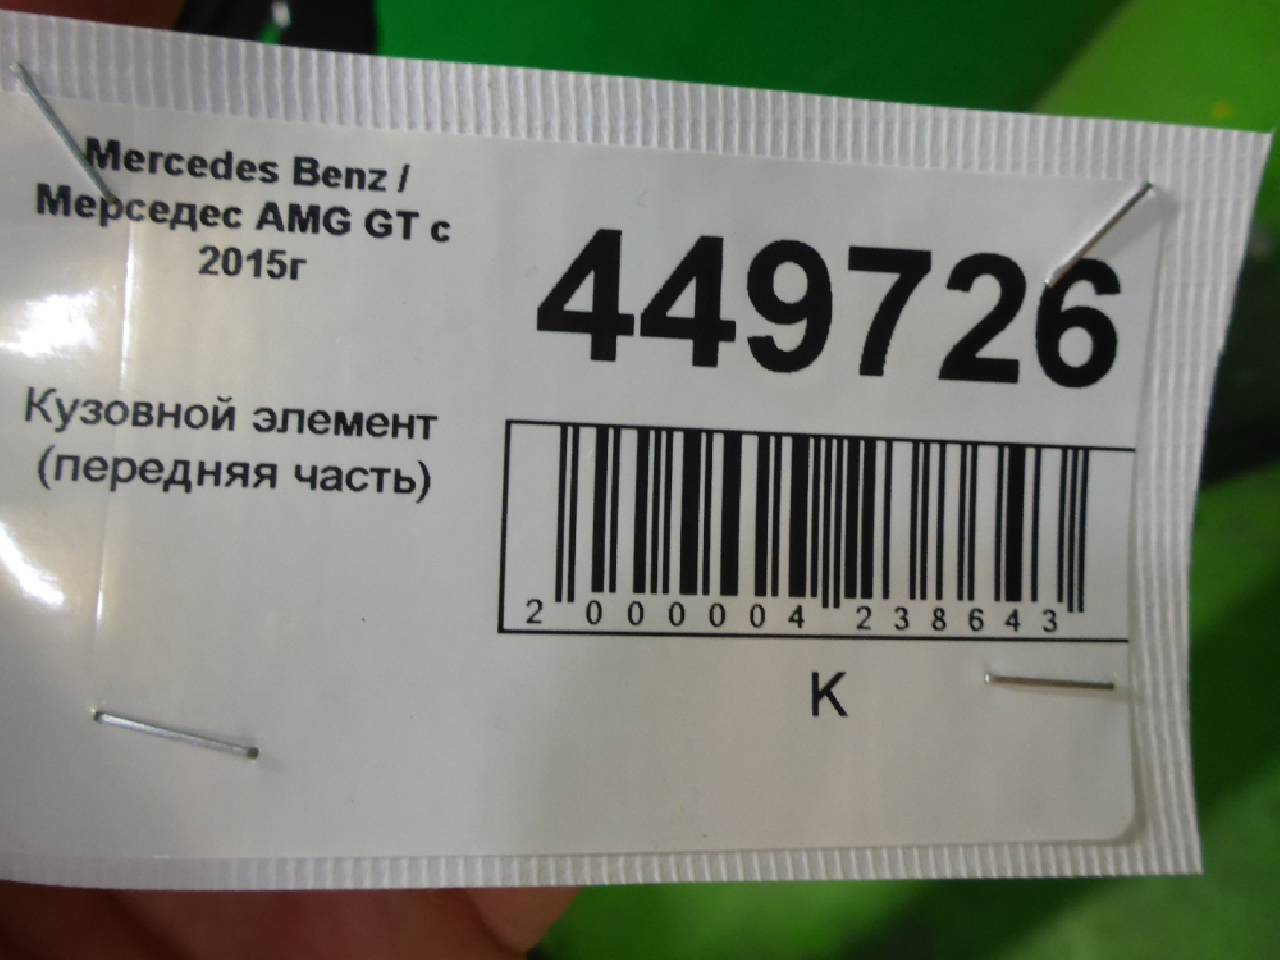 Mercedes Benz /
Мерседес AMG GT с
2015г
449726
Кузовной элемент
(передняя часть)
2 000004 238643
К